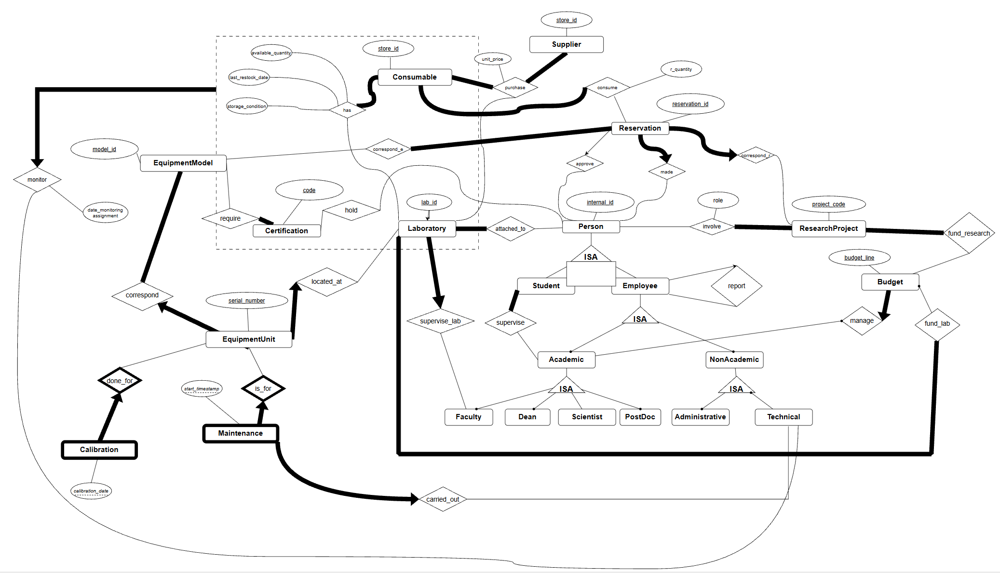 store_id
Supplier
available_quantity
store_id
unit_price
r_quantity
last_restock_date
Consumable
purchase
consume
storage_condition
has
reservation_id
Reservation
model_id
correspond_e
correspond_r
EquipmentModel
approve
made
monitor
code
lab_id
internal_id
role
project_code
date_monitoring
assignment
hold
require
Certification
Laboratory
attached_to
Person
involve
ResearchProject
fund_research
ISA
budget_line
located_at
Student
Employee
report
Budget
correspond
serial_number
supervise_lab
supervise
ISA
manage
fund_lab
EquipmentUnit
Academic
NonAcademic
done_for
start_timestamp
is_for
ISA
ISA
Faculty
Dean
Scientist
PostDoc
Administrative
Technical
Maintenance
Calibration
calibration_date
carried_out